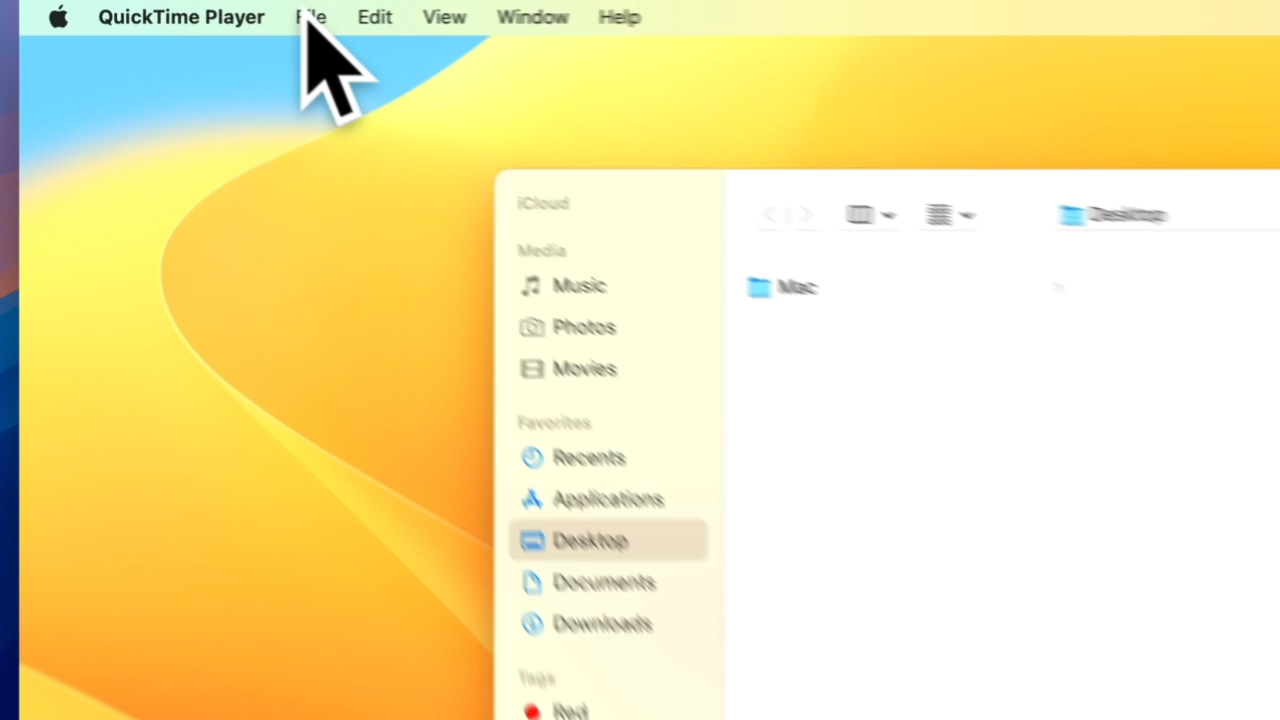 QuickTime Player File Edit View Window Help
iCloud
Desktop
Media
Music
Mac
Photos
Movies
Favorites
Recents
Applications
Desktop
Documents
Downloads
Tags
Red